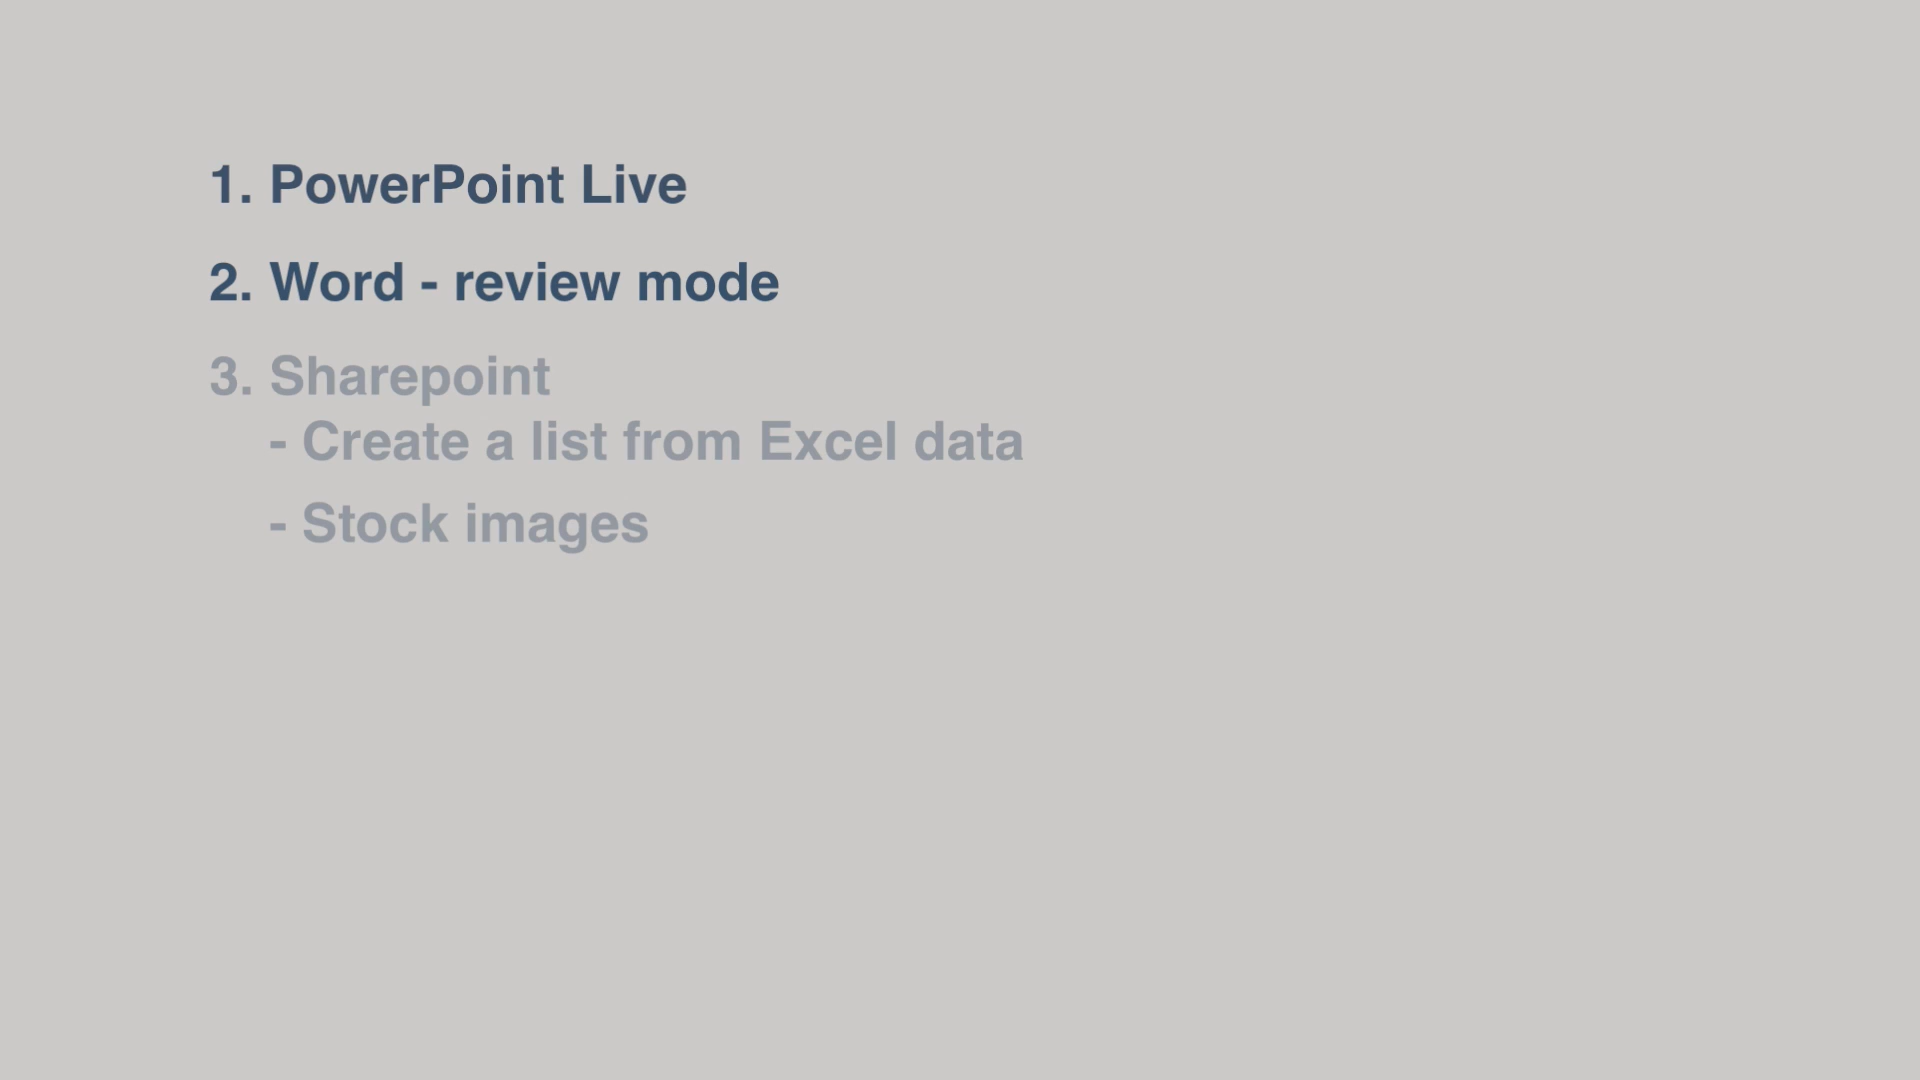 1. PowerPoint Live
2. Word - review mode
3. Sharepoint
- Create a list from Excel data
- Stock images